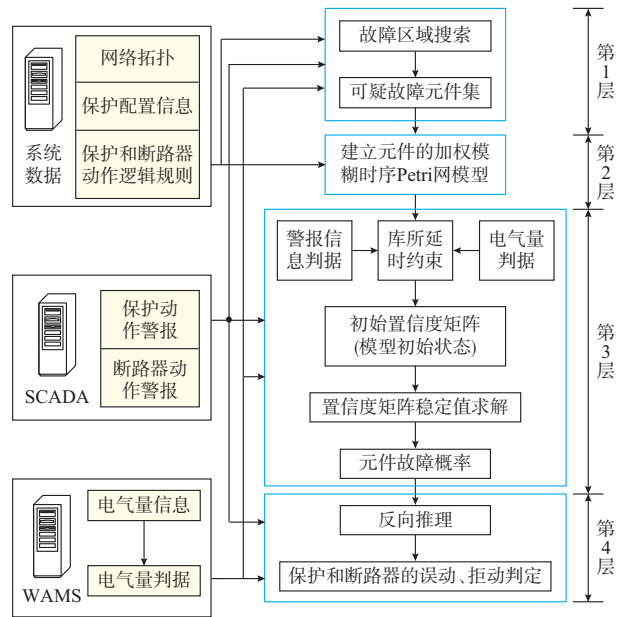 网络拓扑
保护配置信息
保护和断路器
动作逻辑规则
系统
数据
保护动
作警报
断路器动
作警报
SCADA
电气量信息
电气量判据
WAMS
故障区域搜索
可疑故障元件集
建立元件的加权模
糊时序Petri网模型
警报信
息判据
库所延
时约束
电气量
判据
初始置信度矩阵
(模型初始状态)
置信度矩阵稳定值求解
元件故障概率
反向推理
保护和断路器的误动、拒动判定
第1层
第2层
第3层
第4层